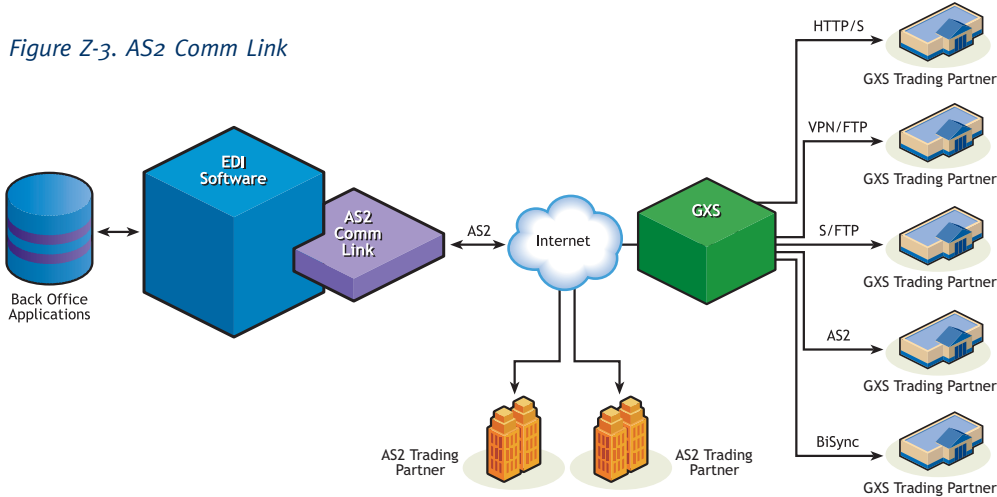 Figure Z-3. AS2 Comm Link
HTTP/S
GXS Trading Partner
VPN/FTP
GXS Trading Partner
EDI
Software
AS2
Comm
Link
AS2
Internet
GXS
S/FTP
GXS Trading Partner
Back Office
Applications
AS2
GXS Trading Partner
AS2 Trading
Partner
AS2 Trading
Partner
BiSync
GXS Trading Partner